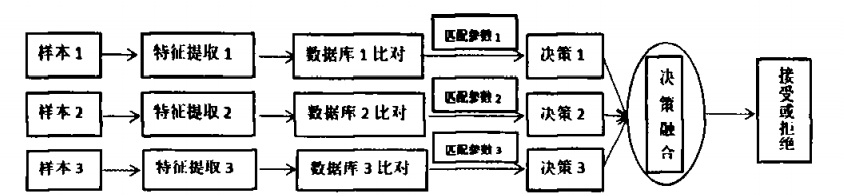 样本 1
特征提取 1
数据库 1 比对
匹配参数 1
决策 1
样本 2
特征提取 2
数据库 2 比对
匹配参数 2
决策 2
样本 3
特征提取 3
数据库 3 比对
匹配参数 3
决策 3
决策融合
接受或拒绝